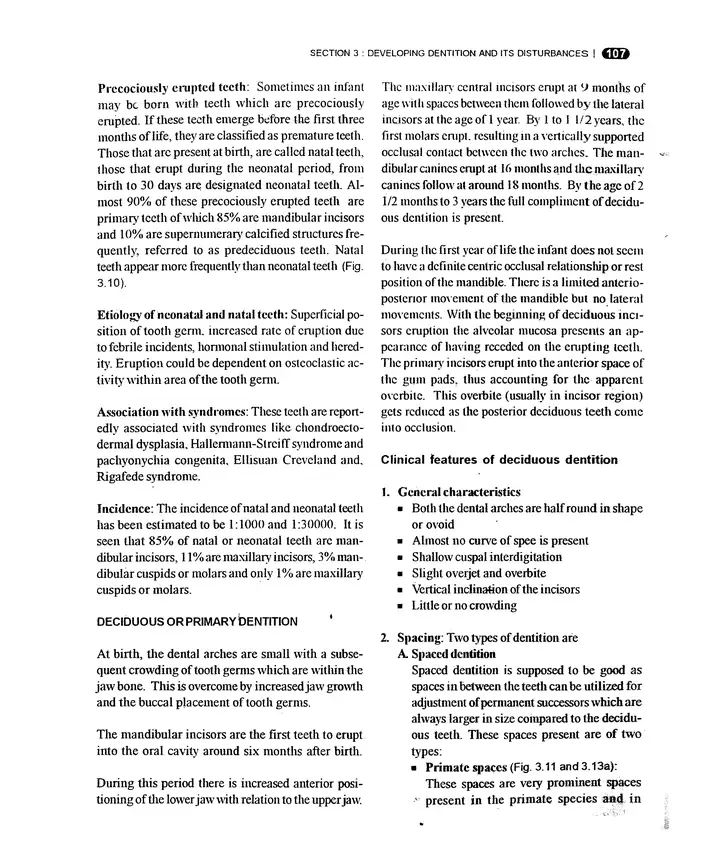 SECTION 3 : DEVELOPING DENTITION AND ITS DISTURBANCES | 107
Precociously erupted teeth: Sometimes an infant
may be born with teeth which are precociously
erupted. If these teeth emerge before the first three
months of life, they are classified as premature teeth.
Those that are present at birth, are called natal teeth,
those that erupt during the neonatal period, from
birth to 30 days are designated neonatal teeth. Al-
most 90% of these precociously erupted teeth are
primary teeth of which 85% are mandibular incisors
and 10% are supernumerary calcified structures fre-
quently, referred to as predeciduous teeth. Natal
teeth appear more frequently than neonatal teeth (Fig.
3.10).
Etiology of neonatal and natal teeth: Superficial po-
sition of tooth germ. increased rate of eruption due
to febrile incidents, hormonal stimulation and hered-
ity. Eruption could be dependent on osteoclastic ac-
tivity within area of the tooth germ.
Association with syndromes: These teeth are report-
edly associated with syndromes like chondroecto-
dermal dysplasia, Hallermann-Streiff syndrome and
pachyonychia congenita, Ellisuan Creveland and,
Rigafede syndrome.
Incidence: The incidence of natal and neonatal teeth
has been estimated to be 1:1000 and 1:30000. It is
seen that 85% of natal or neonatal teeth are man-
dibular incisors, 11% are maxillary incisors, 3% man-
dibular cuspids or molars and only 1% are maxillary
cuspids or molars.
DECIDUOUS OR PRIMARY DENTITION
At birth, the dental arches are small with a subse-
quent crowding of tooth germs which are within the
jaw bone. This is overcome by increased jaw growth
and the buccal placement of tooth germs.
The mandibular incisors are the first teeth to erupt
into the oral cavity around six months after birth.
During this period there is increased anterior posi-
tioning of the lower jaw with relation to the upper jaw.
The maxillary central incisors erupt at 9 months of
age with spaces between them followed by the lateral
incisors at the age of 1 year. By 1 to 1 1/2 years, the
first molars erupt. resulting in a vertically supported
occlusal contact between the two arches. The man-
dibular canines erupt at 16 months and the maxillary
canines follow at around 18 months. By the age of 2
1/2 months to 3 years the full compliment of decidu-
ous dentition is present.
During the first year of life the infant does not seem
to have a definite centric occlusal relationship or rest
position of the mandible. There is a limited anterio-
posterior movement of the mandible but no lateral
movements. With the beginning of deciduous inci-
sors eruption the alveolar mucosa presents an ap-
pearance of having receded on the erupting teeth.
The primary incisors erupt into the anterior space of
the gum pads, thus accounting for the apparent
overbite. This overbite (usually in incisor region)
gets reduced as the posterior deciduous teeth come
into occlusion.
Clinical features of deciduous dentition
1. General characteristics
▪ Both the dental arches are half round in shape
or ovoid
▪ Almost no curve of spee is present
▪ Shallow cuspal interdigitation
▪ Slight overjet and overbite
▪ Vertical inclination of the incisors
▪ Little or no crowding
2. Spacing: Two types of dentition are
A. Spaced dentition
Spaced dentition is supposed to be good as
spaces in between the teeth can be utilized for
adjustment of permanent successors which are
always larger in size compared to the decidu-
ous teeth. These spaces present are of two
types:
▪ Primate spaces (Fig. 3.11 and 3.13a):
These spaces are very prominent spaces
present in the primate species and in